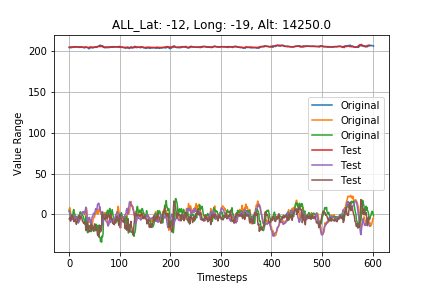 ALL_Lat: -12, Long: -19, Alt: 14250.0
Value Range
200
150
100
50
0
Original
Original
Original
Test
Test
Test
0 100 200 300 400 500 600
Timesteps